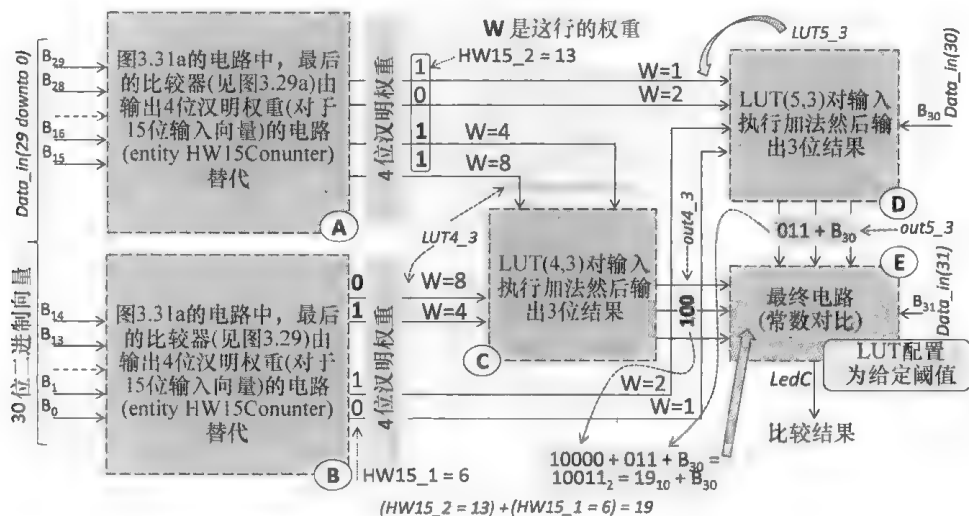 W 是这行的权重
LUT5_3
Data_in(30)
Data_in(29 downto 0)
30位二进制向量
B29
B28
B16
B15
图3.31a的电路中，最后
的比较器(见图3.29a)由
输出4位汉明权重(对于
15位输入向量)的电路
(entity HW15Conunter)
替代
A
4位汉明权重
HW15_2 = 13
1
0
1
1
W=1
W=2
W=4
W=8
LUT(5,3)对输入
执行加法然后输
出3位结果
B30
D
011 + B30
out5_3
LUT4_3
out4_3
LUT(4,3)对输入
执行加法然后输
出3位结果
C
100
E
最终电路
(常数对比)
B31
Data_in(31)
LUT配置
为给定阈值
LedC
比较结果
B14
B13
B1
B0
图3.31a的电路中，最后
的比较器(见图3.29)由
输出4位汉明权重(对于
15位输入向量)的电路
(entity HW15Conunter)
替代
B
0
1
1
0
4位汉明权重
W=8
W=4
W=2
W=1
HW15_1 = 6
10000 + 011 + B30 =
10011₂ = 19₁₀ + B30
(HW15_2 = 13) + (HW15_1 = 6) = 19